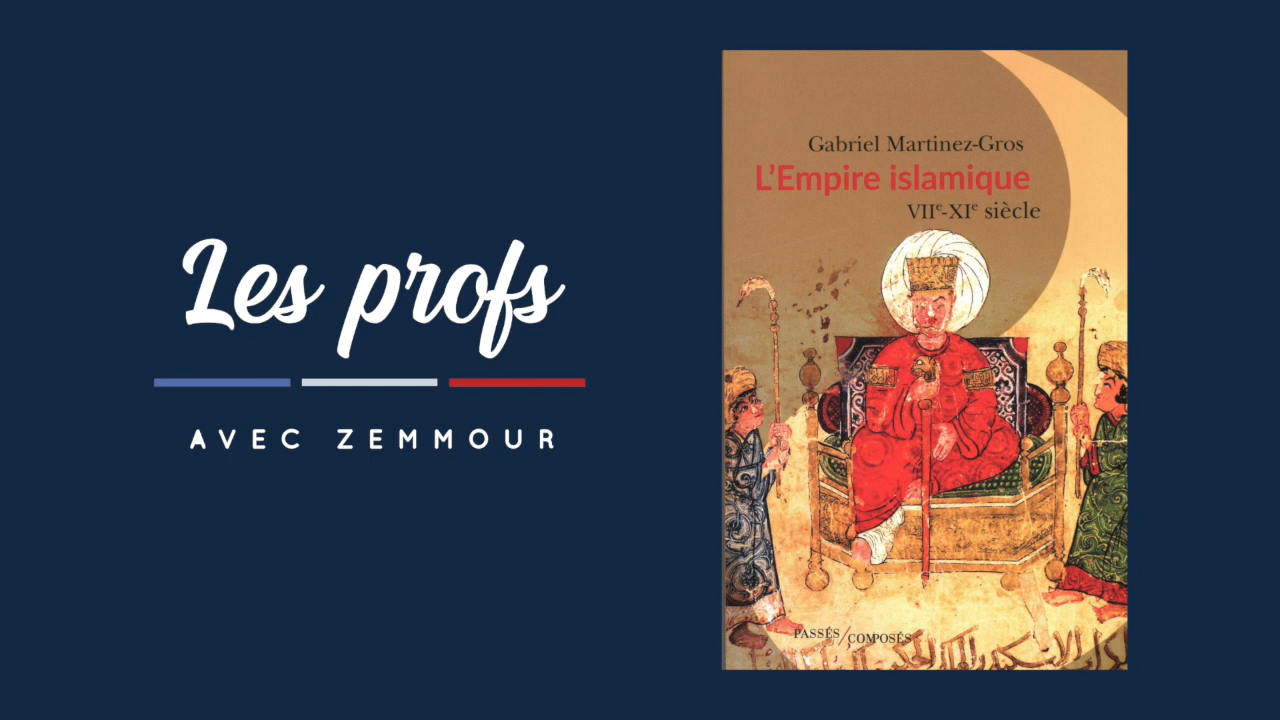 Les profs
AVEC ZEMMOUR
Gabriel Martinez-Gros
L'Empire islamique
VIIe-XIe siècle
PASSÉS/COMPOSÉS